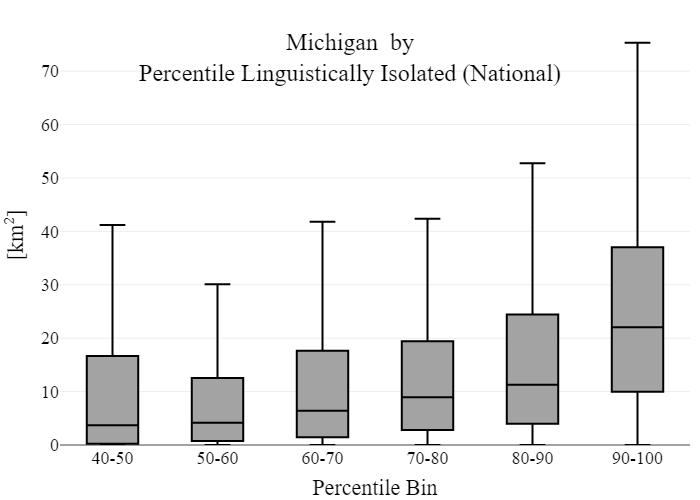 Michigan  by
Percentile Linguistically Isolated (National)
70
60
50
40
30
20
10
0
[km²]
40-50 50-60 60-70 70-80 80-90 90-100
Percentile Bin